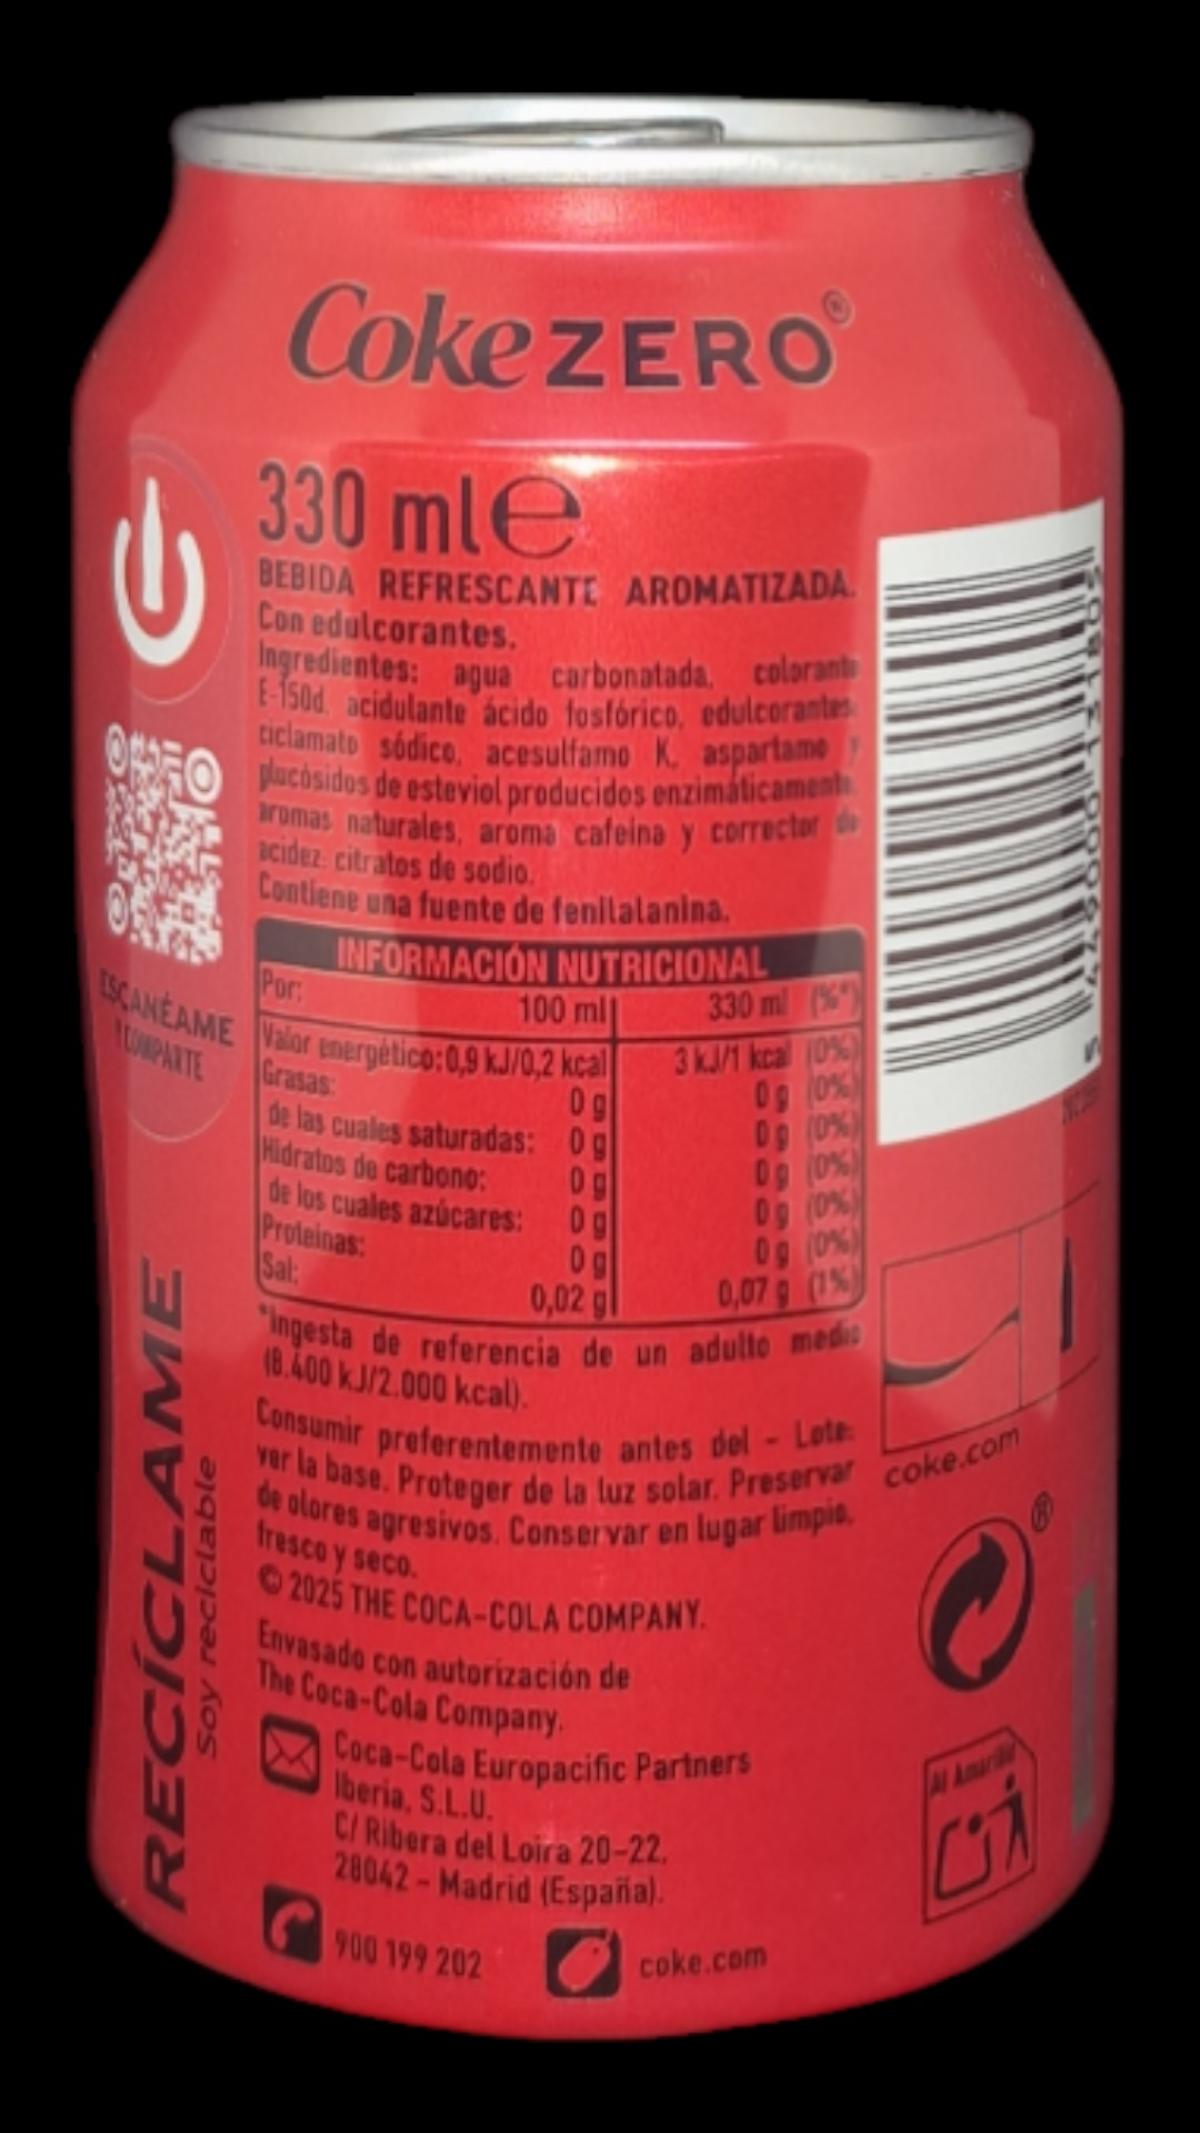 CokeZERO®
330 ml e
BEBIDA REFRESCANTE AROMATIZADA.
Con edulcorantes.
Ingredientes: agua carbonatada, colorante
E-150d, acidulante ácido fosfórico, edulcorantes:
ciclamato sódico, acesulfamo K, aspartamo y
glucósidos de esteviol producidos enzimáticamente,
aromas naturales, aroma cafeína y corrector de
acidez: citratos de sodio.
Contiene una fuente de fenilalanina.
INFORMACIÓN NUTRICIONAL
Por: 100 ml 330 ml (%*)
Valor energético: 0,9 kJ/0,2 kcal 3 kJ/1 kcal (0%)
Grasas: 0 g 0 g (0%)
de las cuales saturadas: 0 g 0 g (0%)
Hidratos de carbono: 0 g 0 g (0%)
de los cuales azúcares: 0 g 0 g (0%)
Proteínas: 0 g 0 g (0%)
Sal: 0,02 g 0,07 g (1%)
*Ingesta de referencia de un adulto medio
(8.400 kJ/2.000 kcal).
Consumir preferentemente antes del - Lote:
ver la base. Proteger de la luz solar. Preservar
de olores agresivos. Conservar en lugar limpio,
fresco y seco.
© 2025 THE COCA-COLA COMPANY.
Envasado con autorización de
The Coca-Cola Company.
Coca-Cola Europacific Partners
Iberia, S.L.U.
C/ Ribera del Loira 20-22,
28042 - Madrid (España).
900 199 202 coke.com
ESCANÉAME
Y COMPARTE
RECÍCLAME
Soy reciclable
5 449000 131805
coke.com
®
Al Amarillo